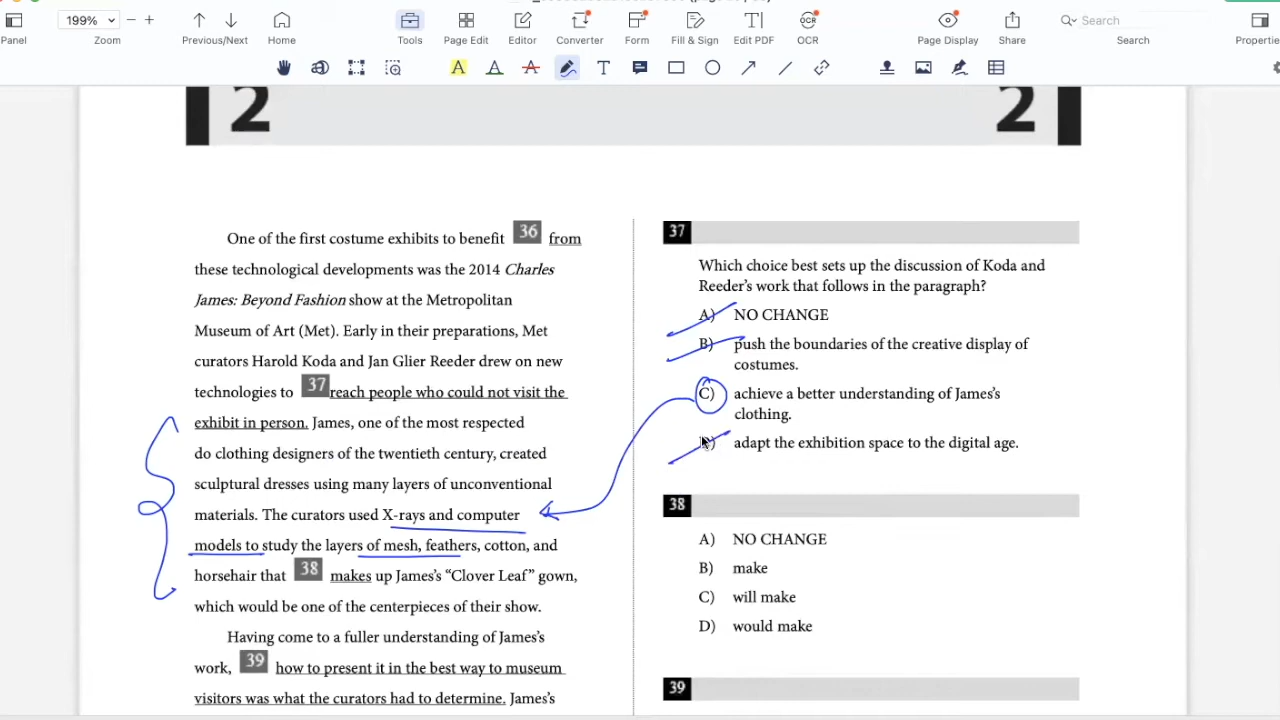 199%
Panel
Zoom
Previous/Next
Home
Tools
Page Edit
Editor
Converter
Form
Fill & Sign
Edit PDF
OCR
Page Display
Share
Search
Search
Propertie
2
2
One of the first costume exhibits to benefit 36 from
these technological developments was the 2014 Charles
James: Beyond Fashion show at the Metropolitan
Museum of Art (Met). Early in their preparations, Met
curators Harold Koda and Jan Glier Reeder drew on new
technologies to 37 reach people who could not visit the
exhibit in person. James, one of the most respected
do clothing designers of the twentieth century, created
sculptural dresses using many layers of unconventional
materials. The curators used X-rays and computer
models to study the layers of mesh, feathers, cotton, and
horsehair that 38 makes up James's “Clover Leaf” gown,
which would be one of the centerpieces of their show.
Having come to a fuller understanding of James's
work, 39 how to present it in the best way to museum
visitors was what the curators had to determine. James's
37
Which choice best sets up the discussion of Koda and
Reeder's work that follows in the paragraph?
A) NO CHANGE
B) push the boundaries of the creative display of
costumes.
C) achieve a better understanding of James's
clothing.
D) adapt the exhibition space to the digital age.
38
A) NO CHANGE
B) make
C) will make
D) would make
39